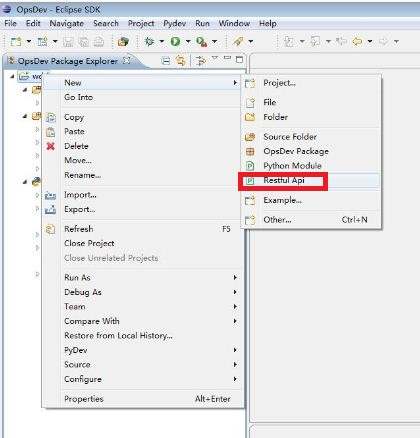 OpsDev - Eclipse SDK
File Edit Navigate Search Project Pydev Run Window Help
OpsDev Package Explorer
New
Go Into
Copy
Paste
Delete
Move...
Rename...
Import...
Export...
Refresh F5
Close Project
Close Unrelated Projects
Run As
Debug As
Team
Compare With
Restore from Local History...
PyDev
Source
Configure
Properties Alt+Enter
Project...
File
Folder
Source Folder
OpsDev Package
Python Module
Restful Api
Example...
Other... Ctrl+N